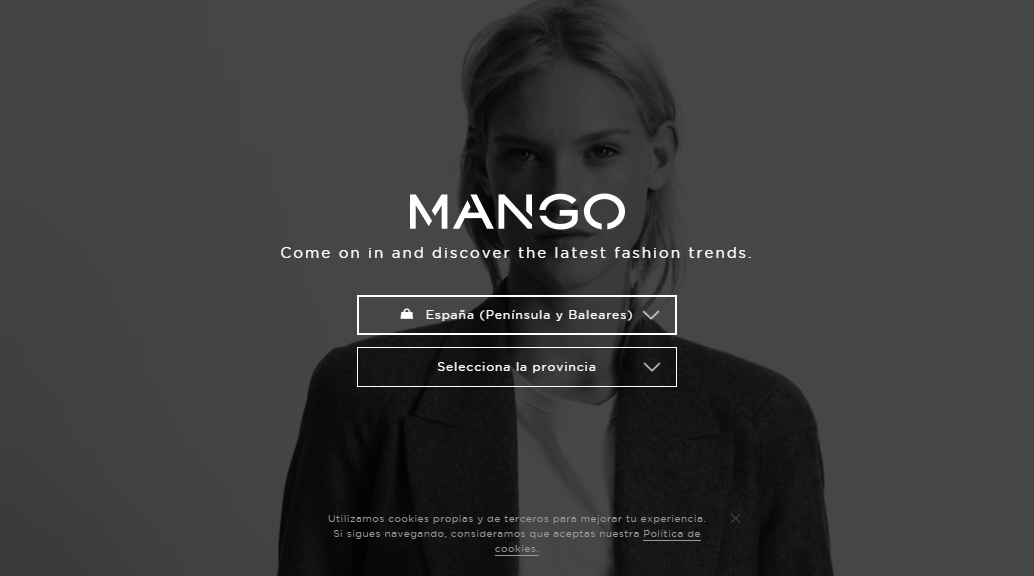 MANGO
Come on in and discover the latest fashion trends.
España (Península y Baleares)
Selecciona la provincia
Utilizamos cookies propias y de terceros para mejorar tu experiencia.
Si sigues navegando, consideramos que aceptas nuestra Política de
cookies.